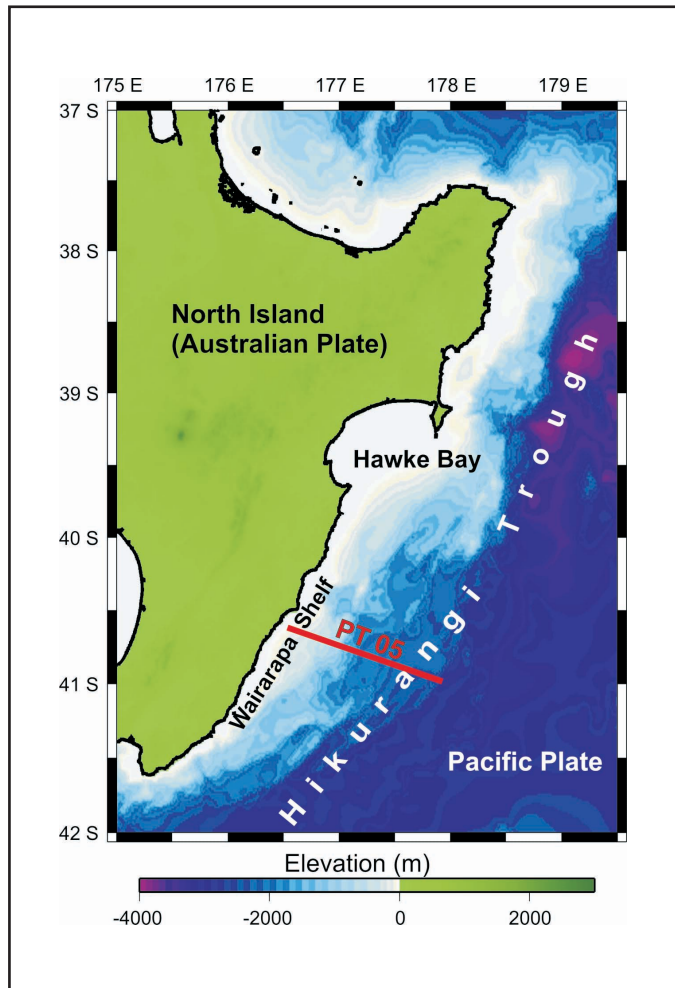 175 E 176 E 177 E 178 E 179 E
37 S
38 S
North Island
(Australian Plate)
39 S
Hawke Bay
40 S
Hikurangi Trough
Wairarapa Shelf
PT 05
41 S
Pacific Plate
42 S
Elevation (m)
-4000 -2000 0 2000